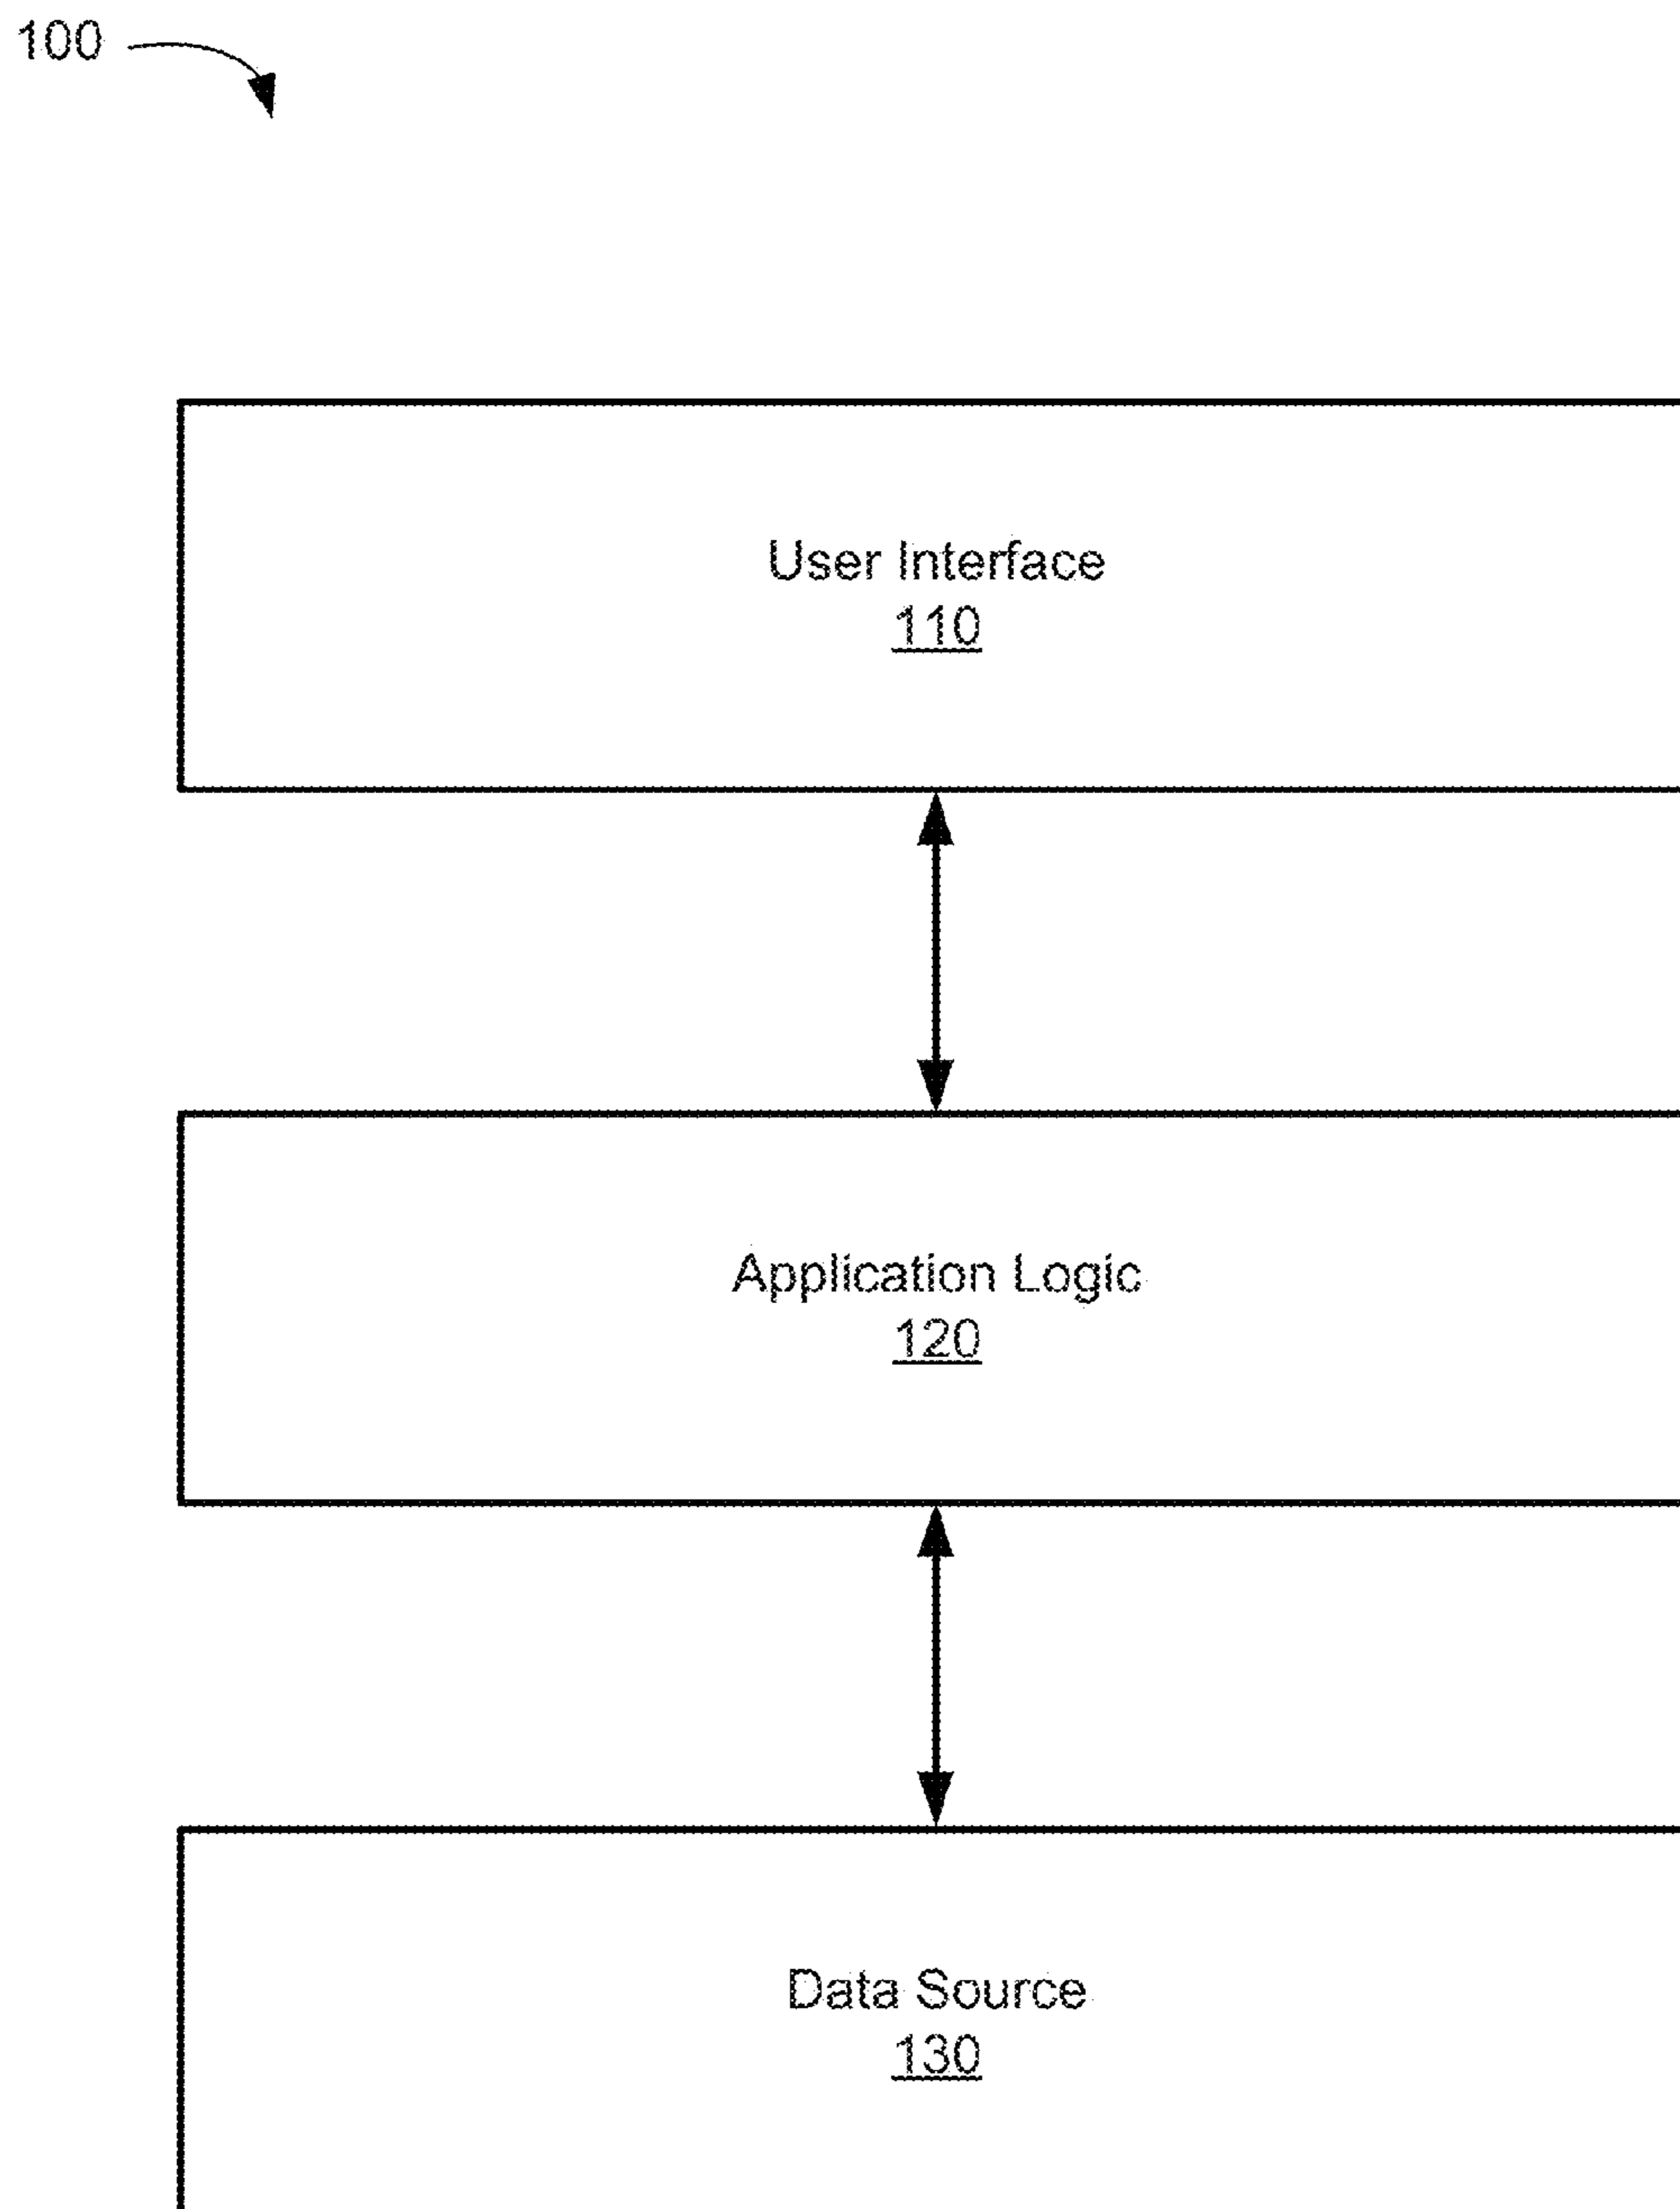 100
User Interface
110
Application Logic
120
Data Source
130